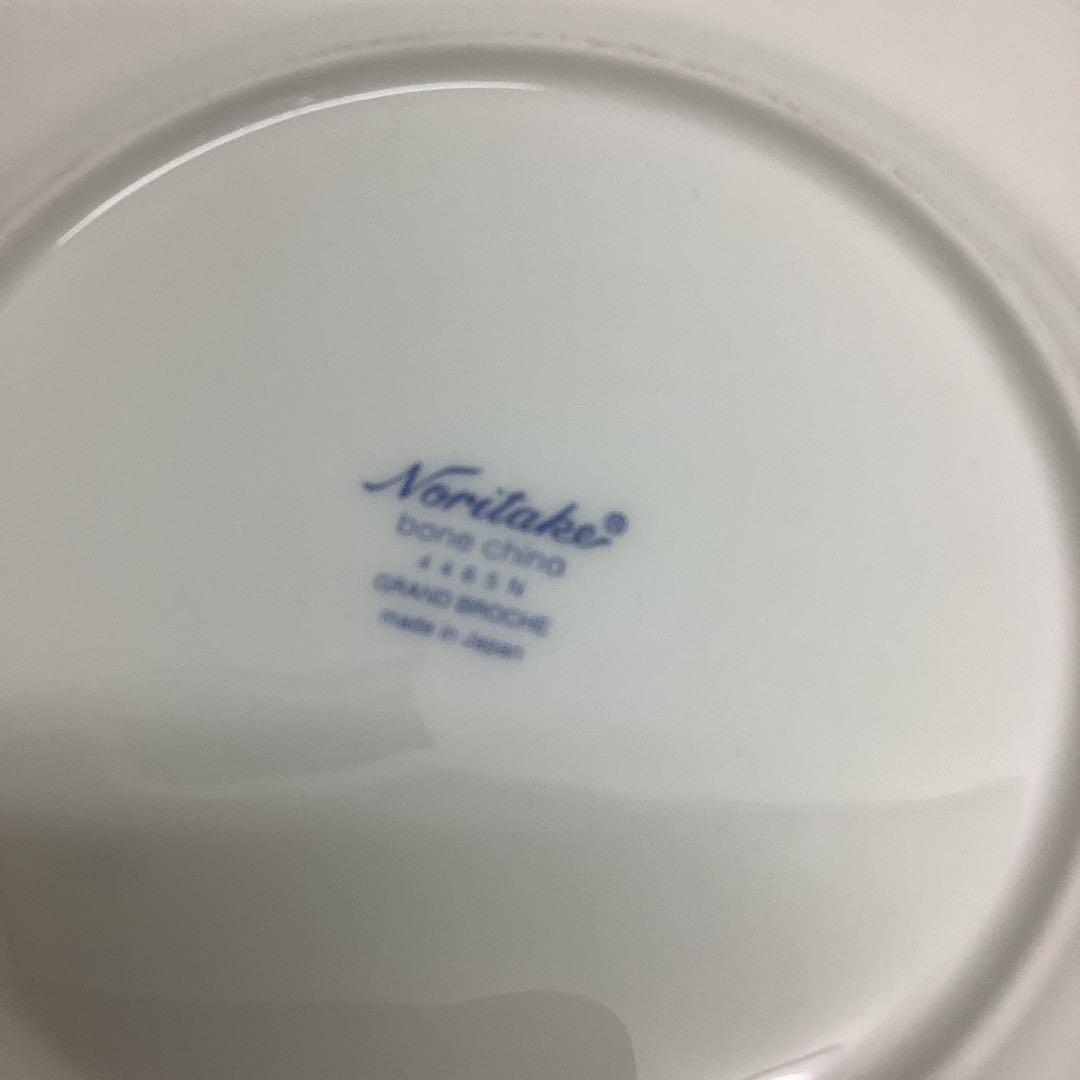 Noritake®
bone china
4485N
GRAND BROCHE
made in Japan